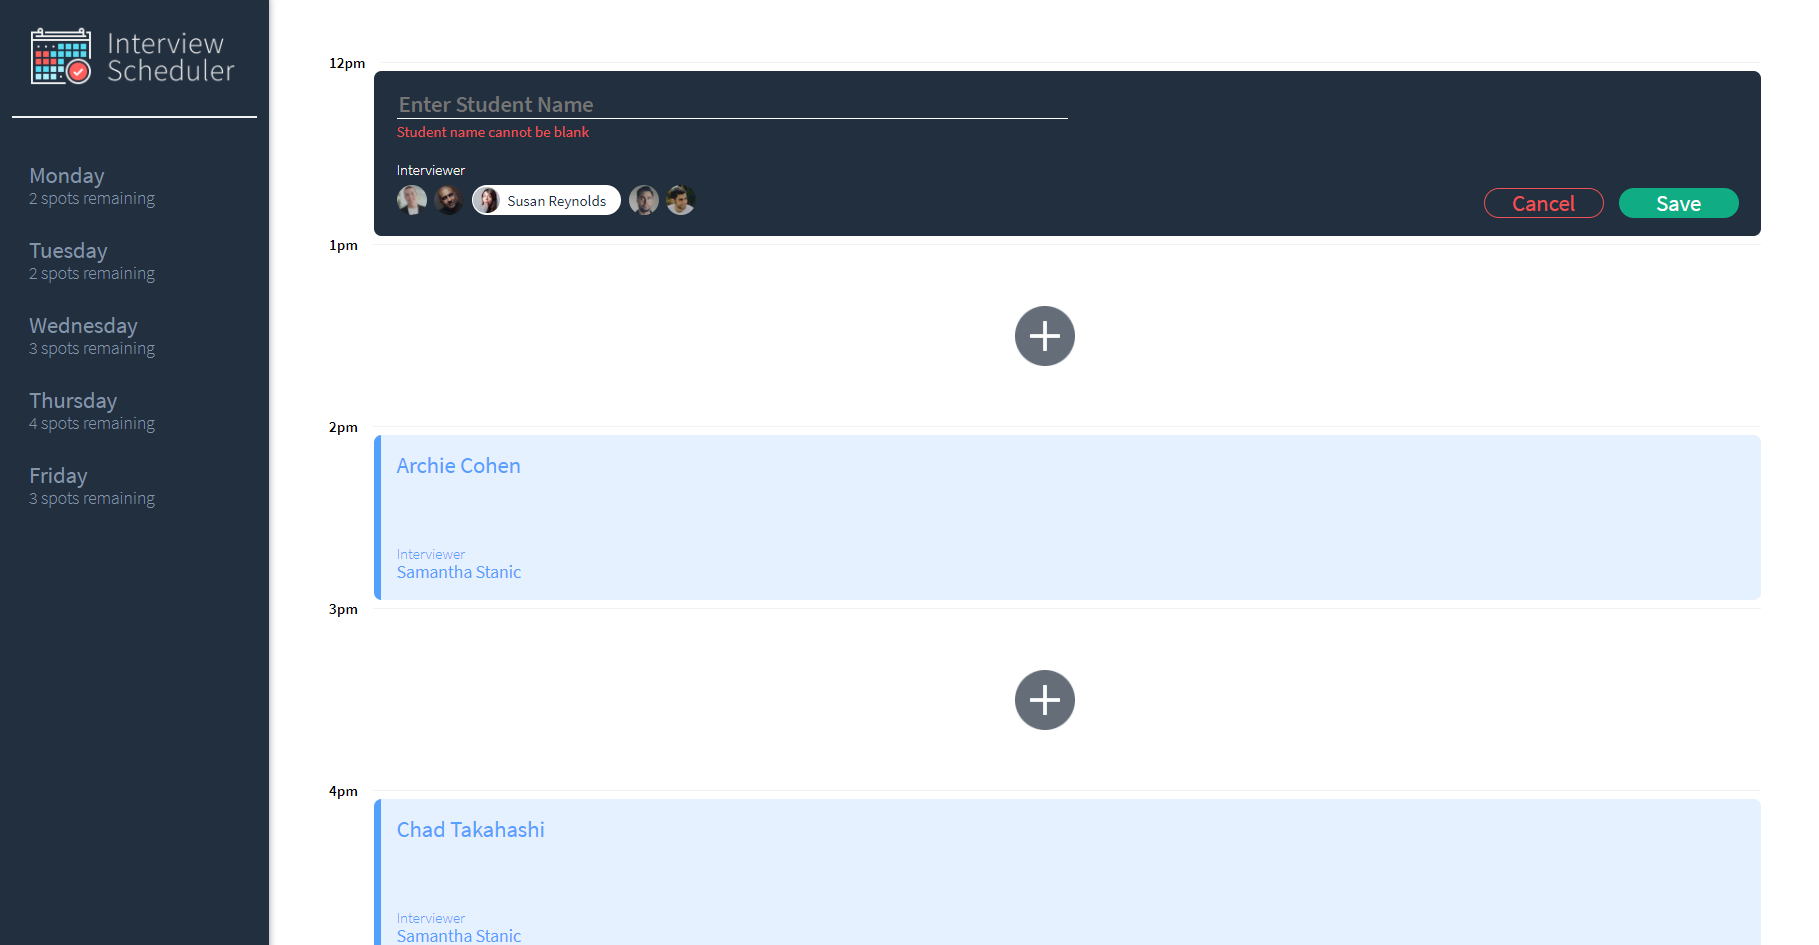 Interview
Scheduler
Monday
2 spots remaining
Tuesday
2 spots remaining
Wednesday
3 spots remaining
Thursday
4 spots remaining
Friday
3 spots remaining
12pm
Enter Student Name
Student name cannot be blank
Interviewer
Susan Reynolds
Cancel
Save
1pm
2pm
Archie Cohen
Interviewer
Samantha Stanic
3pm
4pm
Chad Takahashi
Interviewer
Samantha Stanic